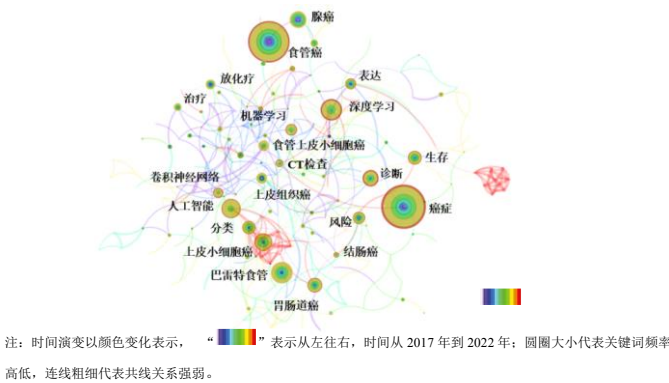 腺癌
食管癌
表达
放化疗
治疗
深度学习
机器学习
食管上皮小细胞癌
CT检查
生存
诊断
卷积神经网络
上皮组织癌
人工智能
癌症
风险
分类
上皮小细胞癌
结肠癌
巴雷特食管
胃肠道癌
注：时间演变以颜色变化表示， “ ”表示从左往右，时间从 2017 年到 2022 年；圆圈大小代表关键词频率
高低，连线粗细代表共线关系强弱。